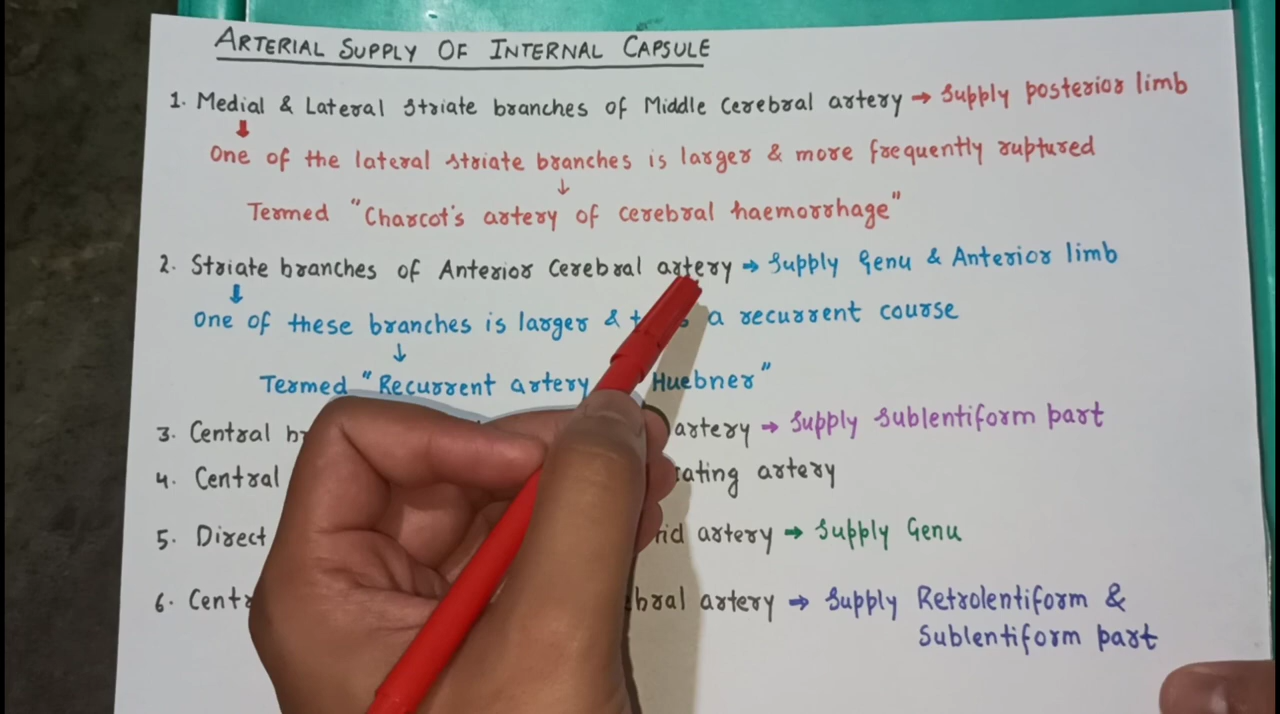 ARTERIAL SUPPLY OF INTERNAL CAPSULE
1. Medial & Lateral striate branches of Middle Cerebral artery → Supply posterior limb
One of the lateral striate branches is larger & more frequently ruptured
Termed "Charcot's artery of cerebral haemorrhage"
2. Striate branches of Anterior Cerebral artery → Supply Genu & Anterior limb
One of these branches is larger & a recurrent course
Termed "Recurrent artery Huebner"
3. Central artery → Supply Sublentiform part
4. Central artery
5. Direct artery → Supply Genu
6. artery → Supply Retrolentiform &
Sublentiform part